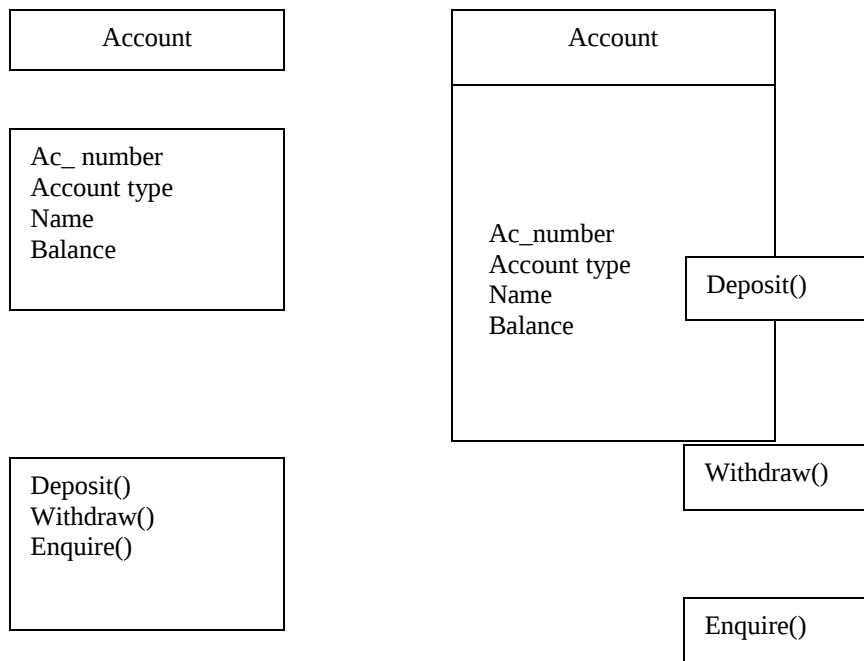 Account
Ac_ number
Account type
Name
Balance
Deposit()
Withdraw()
Enquire()
Account
Ac_number
Account type
Name
Balance
Deposit()
Withdraw()
Enquire()